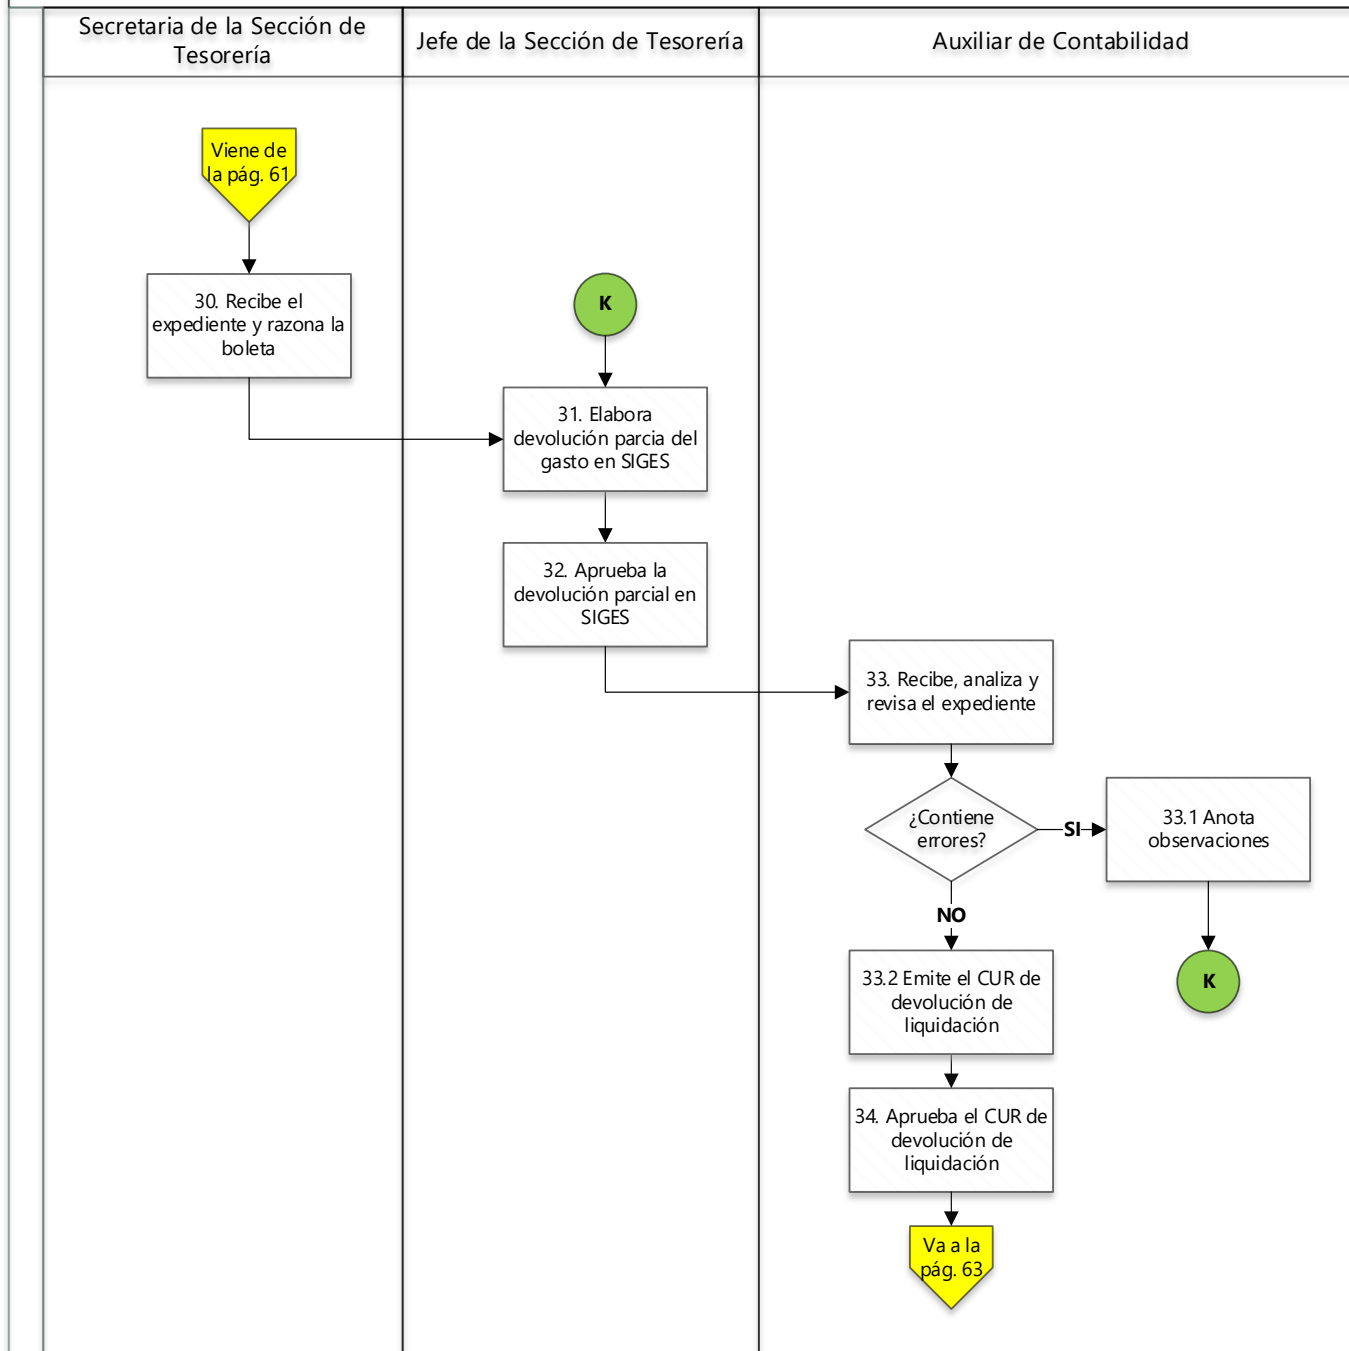 Secretaria de la Sección de
Tesorería
Jefe de la Sección de Tesorería
Auxiliar de Contabilidad
Viene de
la pág. 61
30. Recibe el
expediente y razona la
boleta
K
31. Elabora
devolución parcia del
gasto en SIGES
32. Aprueba la
devolución parcial en
SIGES
33. Recibe, analiza y
revisa el expediente
¿Contiene
errores?
SI
33.1 Anota
observaciones
NO
K
33.2 Emite el CUR de
devolución de
liquidación
34. Aprueba el CUR de
devolución de
liquidación
Va a la
pág. 63